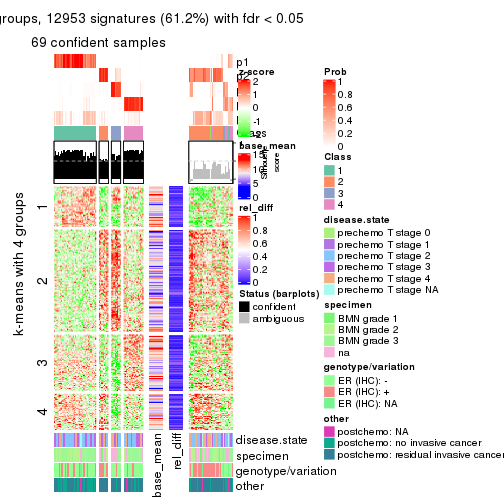 groups, 12953 signatures (61.2%) with fdr < 0.05
69 confident samples
p1
p2
z-score
2
1
0
-1
-2
base_mean
15
10
5
0
Silhouette
score
rel_diff
1
0.8
0.6
0.4
0.2
0
Status (barplots)
confident
ambiguous
Prob
1
0.8
0.6
0.4
0.2
0
Class
1
2
3
4
disease.state
prechemo T stage 0
prechemo T stage 1
prechemo T stage 2
prechemo T stage 3
prechemo T stage 4
prechemo T stage NA
specimen
BMN grade 1
BMN grade 2
BMN grade 3
na
genotype/variation
ER (IHC): -
ER (IHC): +
ER (IHC): NA
other
postchemo: NA
postchemo: no invasive cancer
postchemo: residual invasive cancer
k-means with 4 groups
1
2
3
4
disease.state
specimen
genotype/variation
other
base_mean
rel_diff